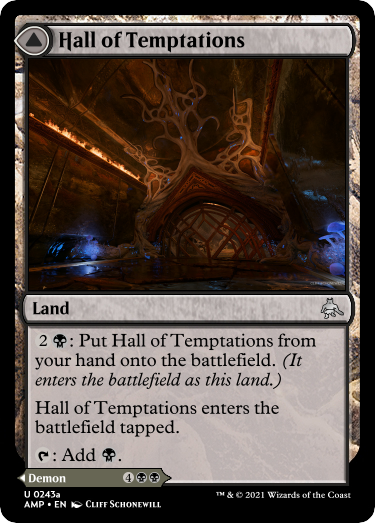 Hall of Temptations
Land
2 : Put Hall of Temptations from
your hand onto the battlefield. (It
enters the battlefield as this land.)
Hall of Temptations enters the
battlefield tapped.
: Add .
Demon 4
U 0243a
AMP • EN Cliff Schonewill
™ & © 2021 Wizards of the Coast